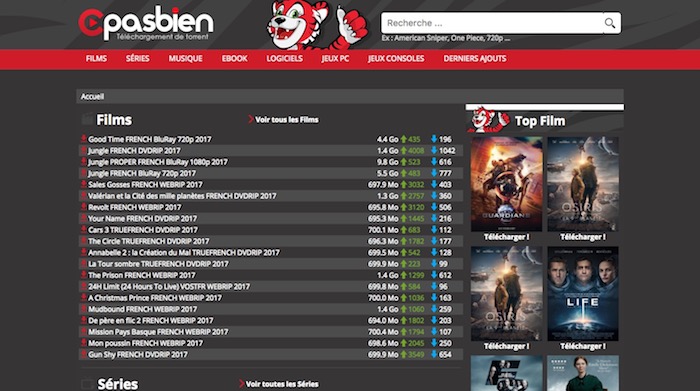 cpasbien
Téléchargement de torrent
Recherche ...
Ex : American Sniper, One Piece, 720p ...
FILMS SÉRIES MUSIQUE EBOOK LOGICIELS JEUX PC JEUX CONSOLES DERNIERS AJOUTS
Accueil
Films Voir tous les Films
Good Time FRENCH BluRay 720p 2017 4.4 Go 435 196
Jungle FRENCH DVDRIP 2017 1.4 Go 4008 1042
Jungle PROPER FRENCH BluRay 1080p 2017 9.8 Go 523 616
Jungle FRENCH BluRay 720p 2017 5.5 Go 483 777
Sales Gosses FRENCH WEBRIP 2017 697.9 Mo 3032 403
Valérian et la Cité des mille planètes FRENCH DVDRIP 2017 1.3 Go 2757 360
Revolt FRENCH WEBRIP 2017 695.8 Mo 3120 506
Your Name FRENCH DVDRIP 2017 695.3 Mo 1445 216
Cars 3 TRUEFRENCH DVDRIP 2017 700.1 Mo 683 112
The Circle TRUEFRENCH DVDRIP 2017 696.3 Mo 1782 177
Annabelle 2 : la Création du Mal TRUEFRENCH DVDRIP 2017 699.5 Mo 542 128
La Tour sombre TRUEFRENCH DVDRIP 2017 699.9 Mo 223 99
The Prison FRENCH WEBRIP 2017 1.4 Go 1299 612
24H Limit (24 Hours To Live) VOSTFR WEBRIP 2017 699.8 Mo 584 96
A Christmas Prince FRENCH WEBRIP 2017 700.0 Mo 1036 163
Mudbound FRENCH WEBRIP 2017 1.4 Go 1060 259
De père en flic 2 FRENCH WEBRIP 2017 694.0 Mo 1802 203
Mission Pays Basque FRENCH WEBRIP 2017 700.4 Mo 1794 107
Mon poussin FRENCH WEBRIP 2017 698.6 Mo 2045 250
Gun Shy FRENCH DVDRIP 2017 699.9 Mo 3549 654
Séries Voir toutes les Séries
Top Film
GUARDIANS
OSIRIS
Télécharger ! Télécharger !
OSIRIS
LIFE
Télécharger ! Télécharger !